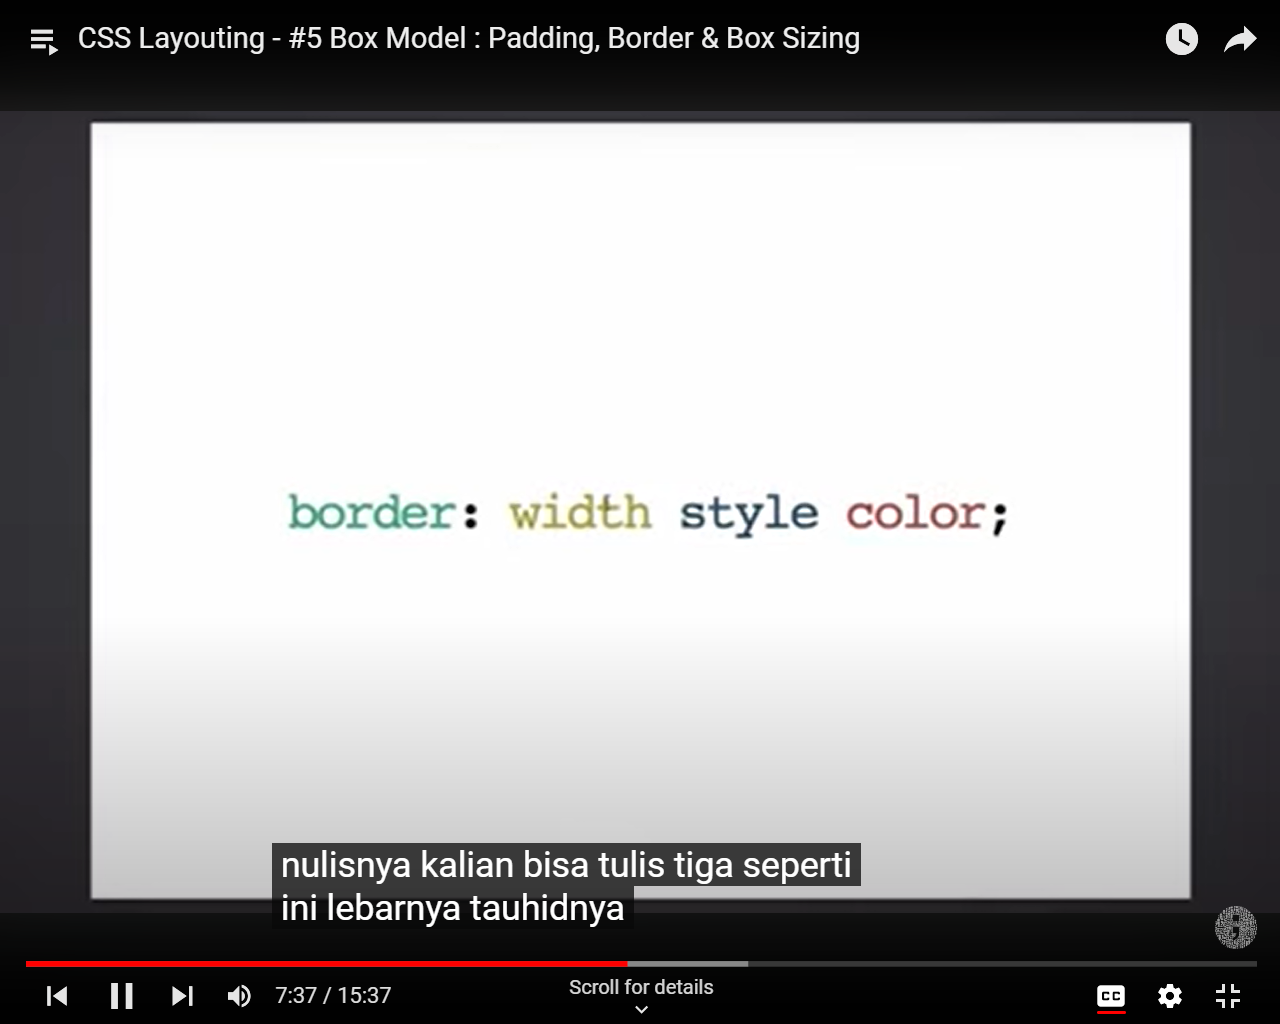 CSS Layouting - #5 Box Model : Padding, Border & Box Sizing
border: width style color;
nulisnya kalian bisa tulis tiga seperti
ini lebarnya tauhidnya
7:37 / 15:37
Scroll for details
CC